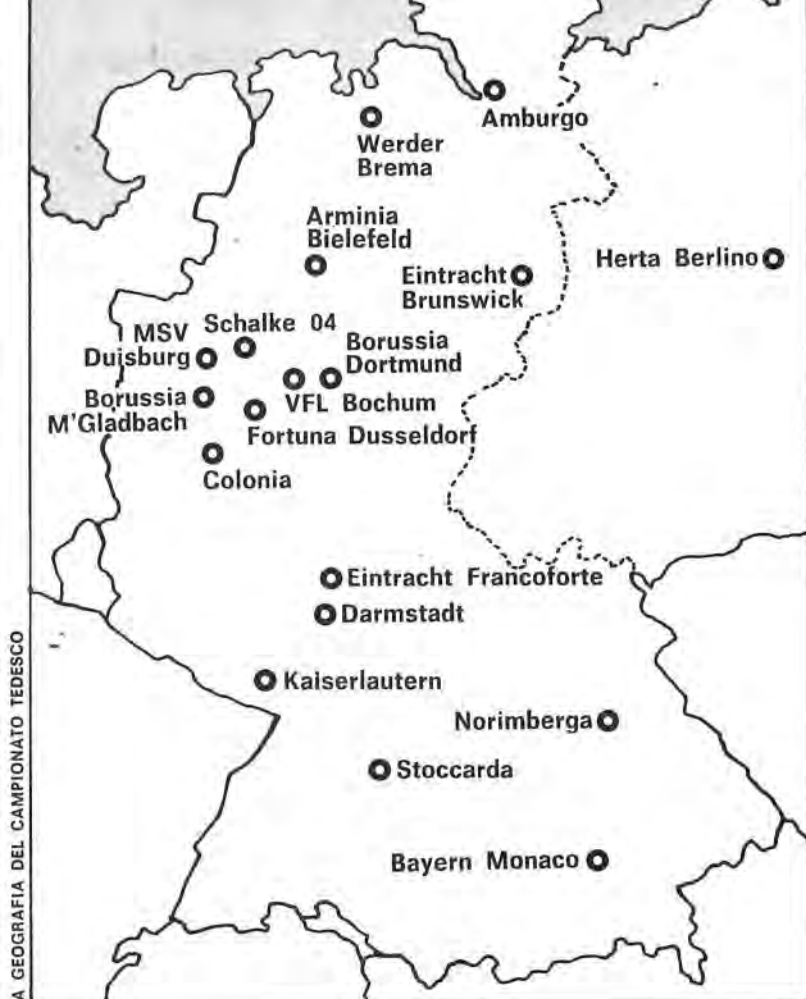 Amburgo
Werder
Brema
Arminia
Bielefeld
Herta Berlino
Eintracht
Brunswick
Schalke 04
MSV
Duisburg
Borussia
Dortmund
Borussia
M'Gladbach
VFL Bochum
Fortuna Dusseldorf
Colonia
Eintracht Francoforte
Darmstadt
Kaiserlautern
Norimberga
Stoccarda
Bayern Monaco
A GEOGRAFIA DEL CAMPIONATO TEDESCO